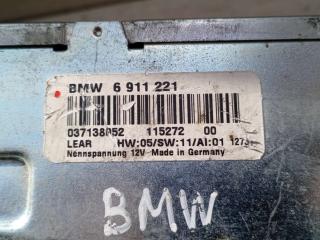 BMW 6 911 221
037138052 115272 00
LEAR HW:05/SW:11/AI:01
Nennspannung 12V Made in Germany
BMW